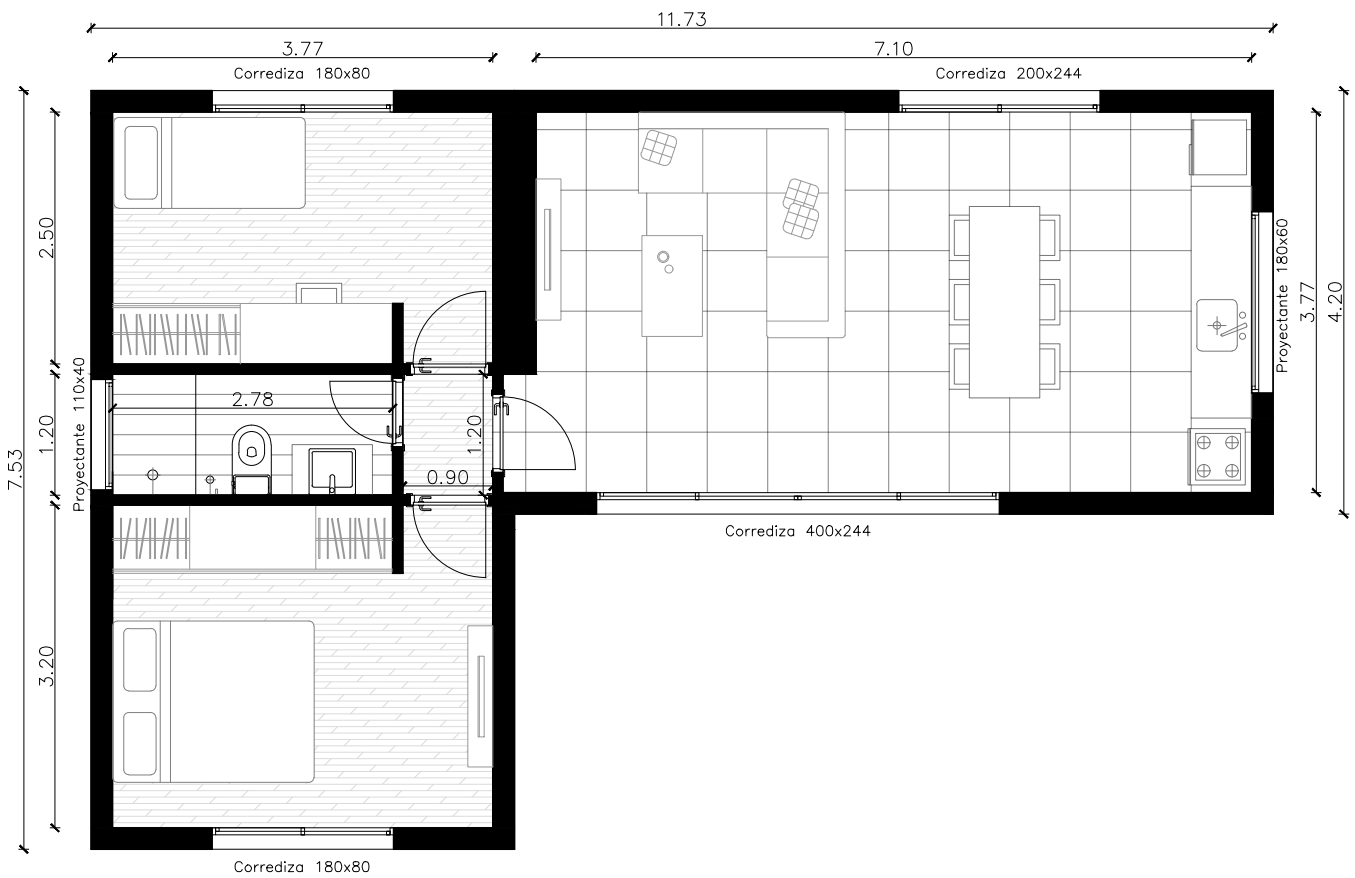 11.73
3.77
7.10
Corrediza 180x80
Corrediza 200x244
2.50
Proyectante 180x60
3.77
4.20
Proyectante 110x40
2.78
1.20
1.20
7.53
0.90
Corrediza 400x244
3.20
Corrediza 180x80